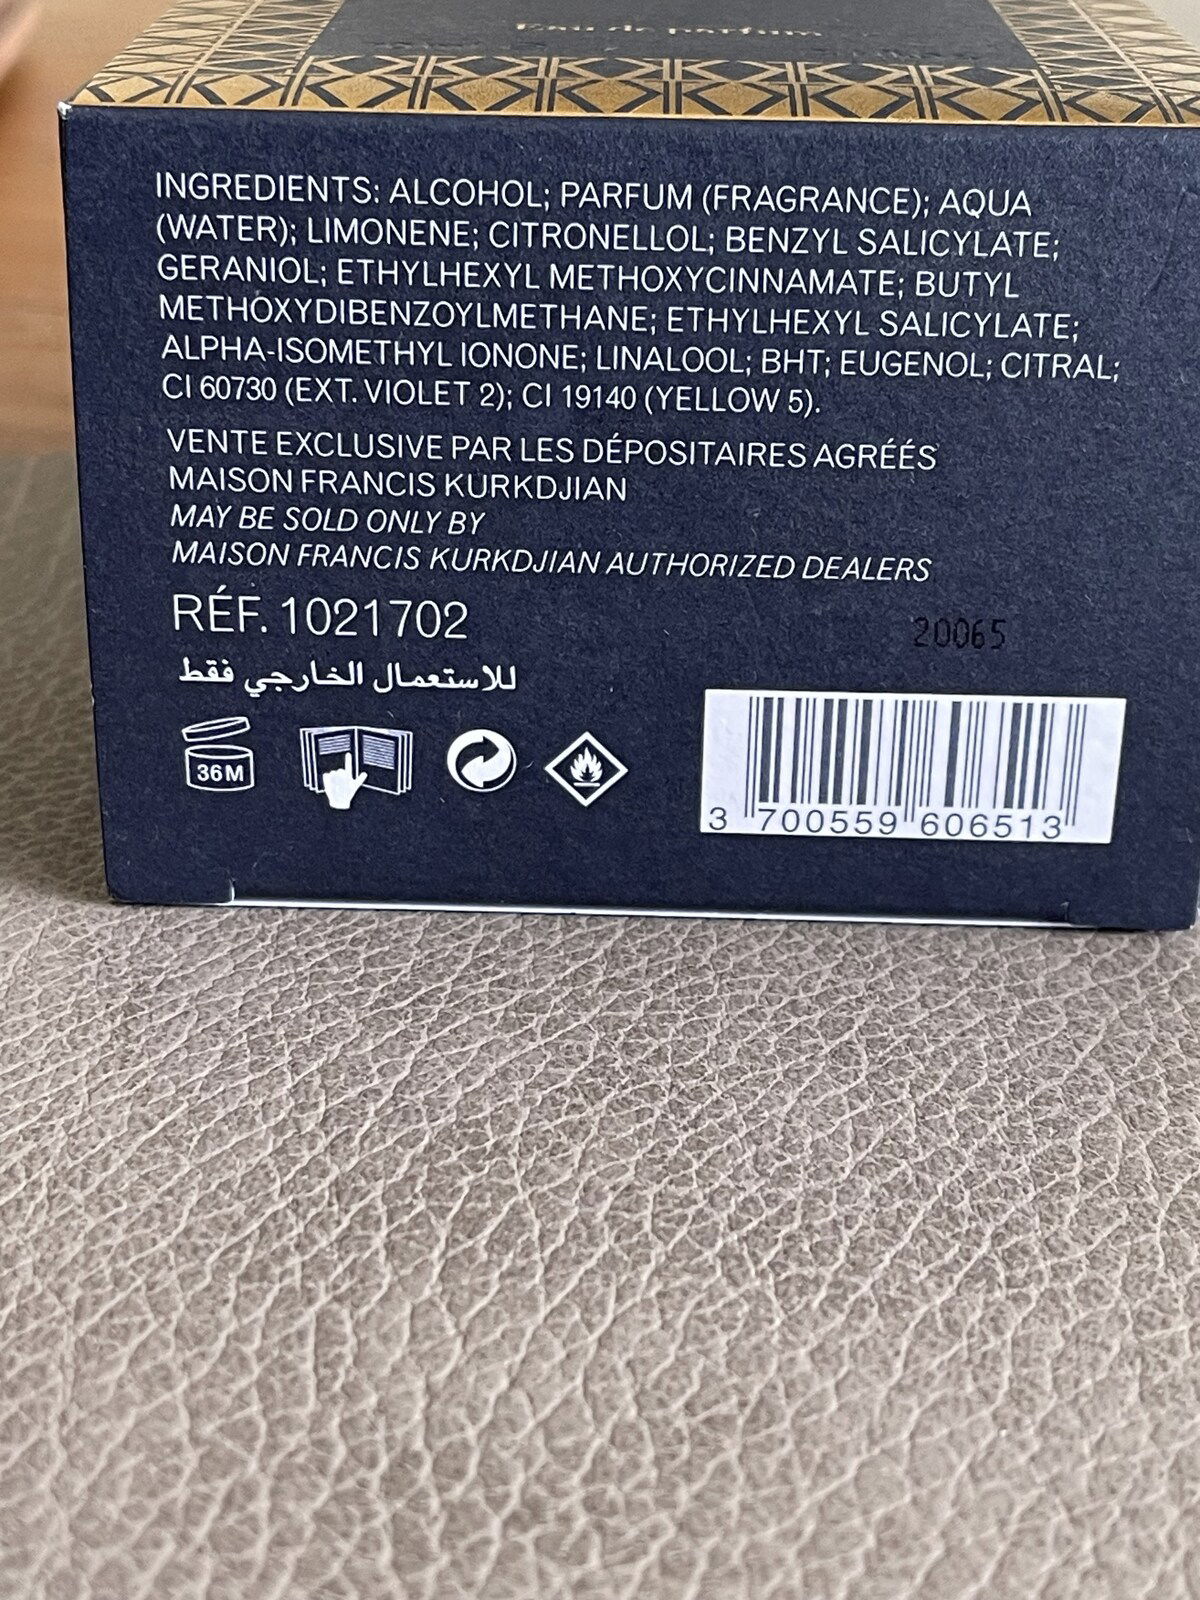 Eau de parfum
INGREDIENTS: ALCOHOL; PARFUM (FRAGRANCE); AQUA
(WATER); LIMONENE; CITRONELLOL; BENZYL SALICYLATE;
GERANIOL; ETHYLHEXYL METHOXYCINNAMATE; BUTYL
METHOXYDIBENZOYLMETHANE; ETHYLHEXYL SALICYLATE;
ALPHA-ISOMETHYL IONONE; LINALOOL; BHT; EUGENOL; CITRAL;
CI 60730 (EXT. VIOLET 2); CI 19140 (YELLOW 5).
VENTE EXCLUSIVE PAR LES DÉPOSITAIRES AGRÉÉS
MAISON FRANCIS KURKDJIAN
MAY BE SOLD ONLY BY
MAISON FRANCIS KURKDJIAN AUTHORIZED DEALERS
RÉF. 1021702
20065
للاستعمال الخارجي فقط
36M
3 700559 606513